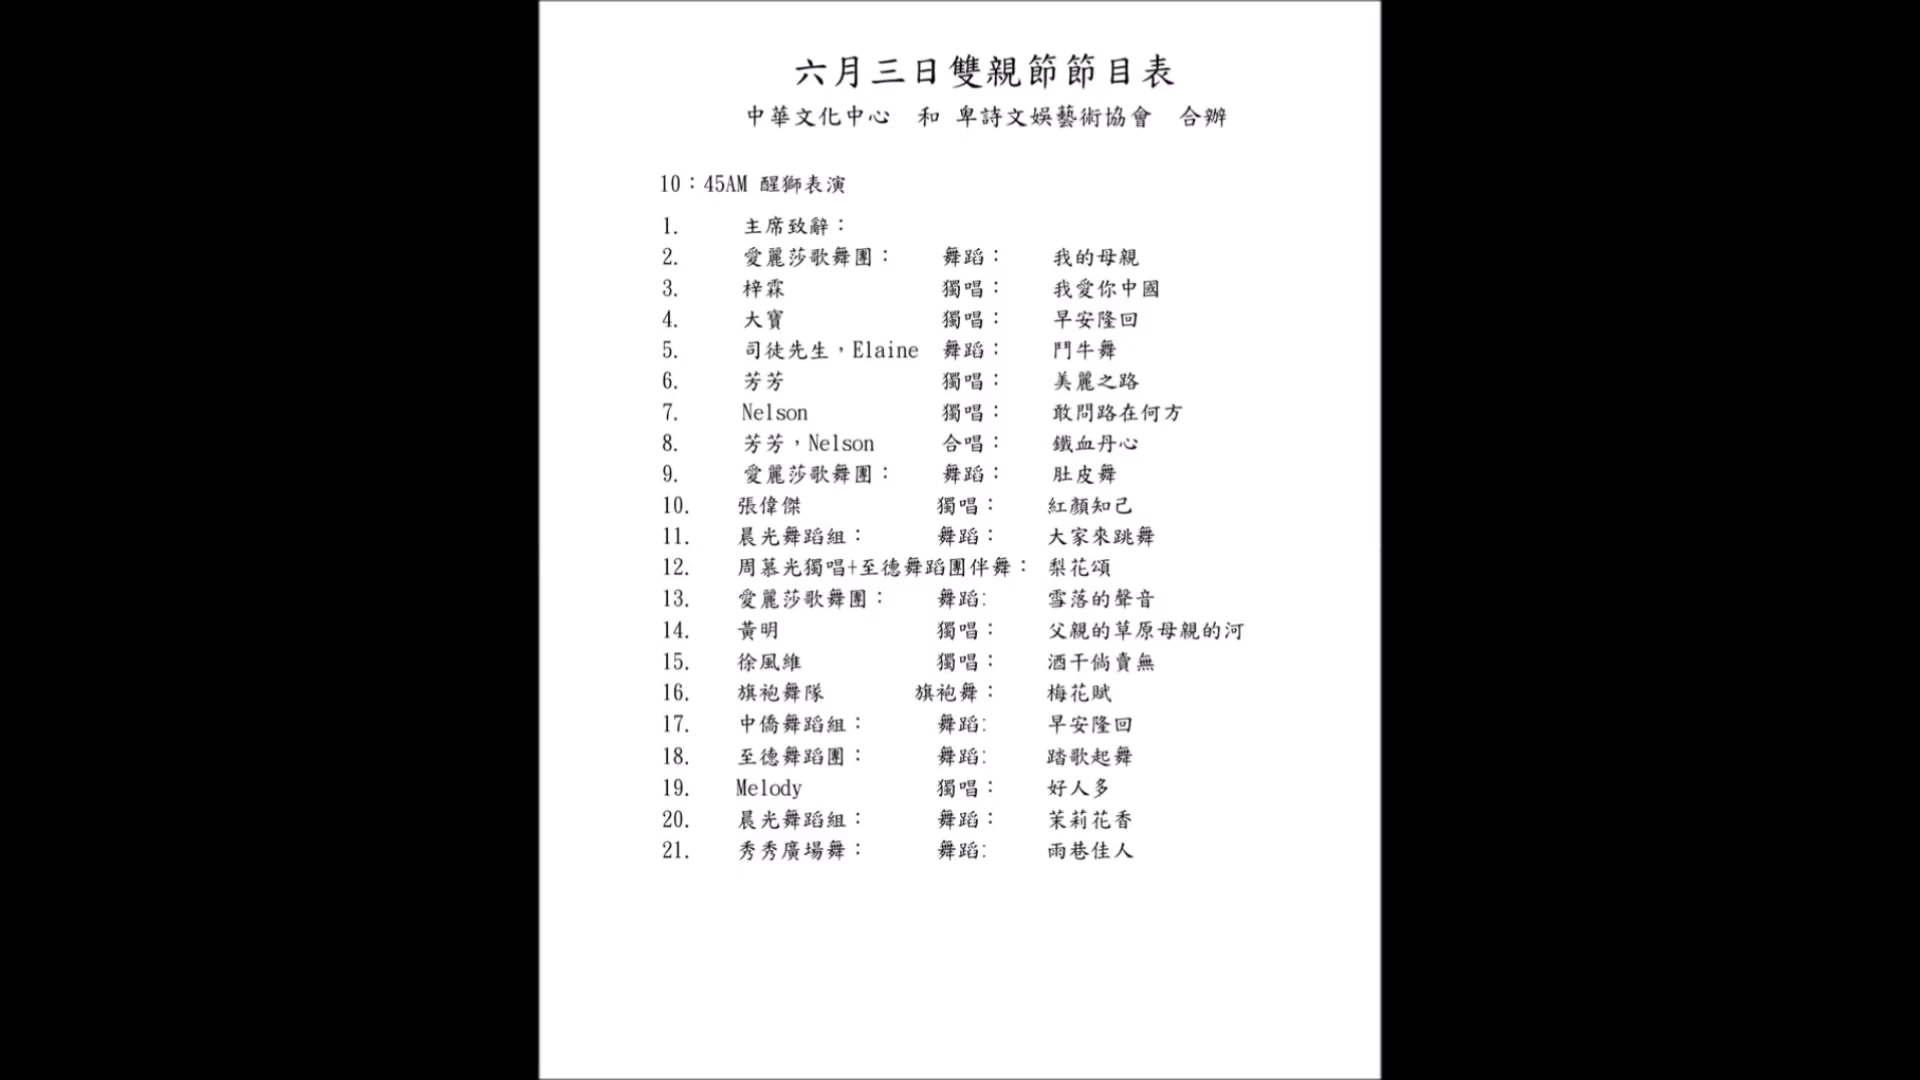 六月三日雙親節節目表
中華文化中心 和 卑詩文娛藝術協會 合辦
10：45AM 醒獅表演
1. 主席致辭：
2. 愛麗莎歌舞團： 舞蹈： 我的母親
3. 梓霖 獨唱： 我愛你中國
4. 大寶 獨唱： 早安隆回
5. 司徒先生，Elaine 舞蹈： 鬥牛舞
6. 芳芳 獨唱： 美麗之路
7. Nelson 獨唱： 敢問路在何方
8. 芳芳，Nelson 合唱： 鐵血丹心
9. 愛麗莎歌舞團： 舞蹈： 肚皮舞
10. 張偉傑 獨唱： 紅顏知己
11. 晨光舞蹈組： 舞蹈： 大家來跳舞
12. 周慕光獨唱+至德舞蹈團伴舞： 梨花頌
13. 愛麗莎歌舞團： 舞蹈: 雪落的聲音
14. 黃明 獨唱： 父親的草原母親的河
15. 徐風維 獨唱： 酒干倘賣無
16. 旗袍舞隊 旗袍舞： 梅花賦
17. 中僑舞蹈組： 舞蹈: 早安隆回
18. 至德舞蹈團： 舞蹈: 踏歌起舞
19. Melody 獨唱： 好人多
20. 晨光舞蹈組： 舞蹈： 茉莉花香
21. 秀秀廣場舞： 舞蹈: 雨巷佳人